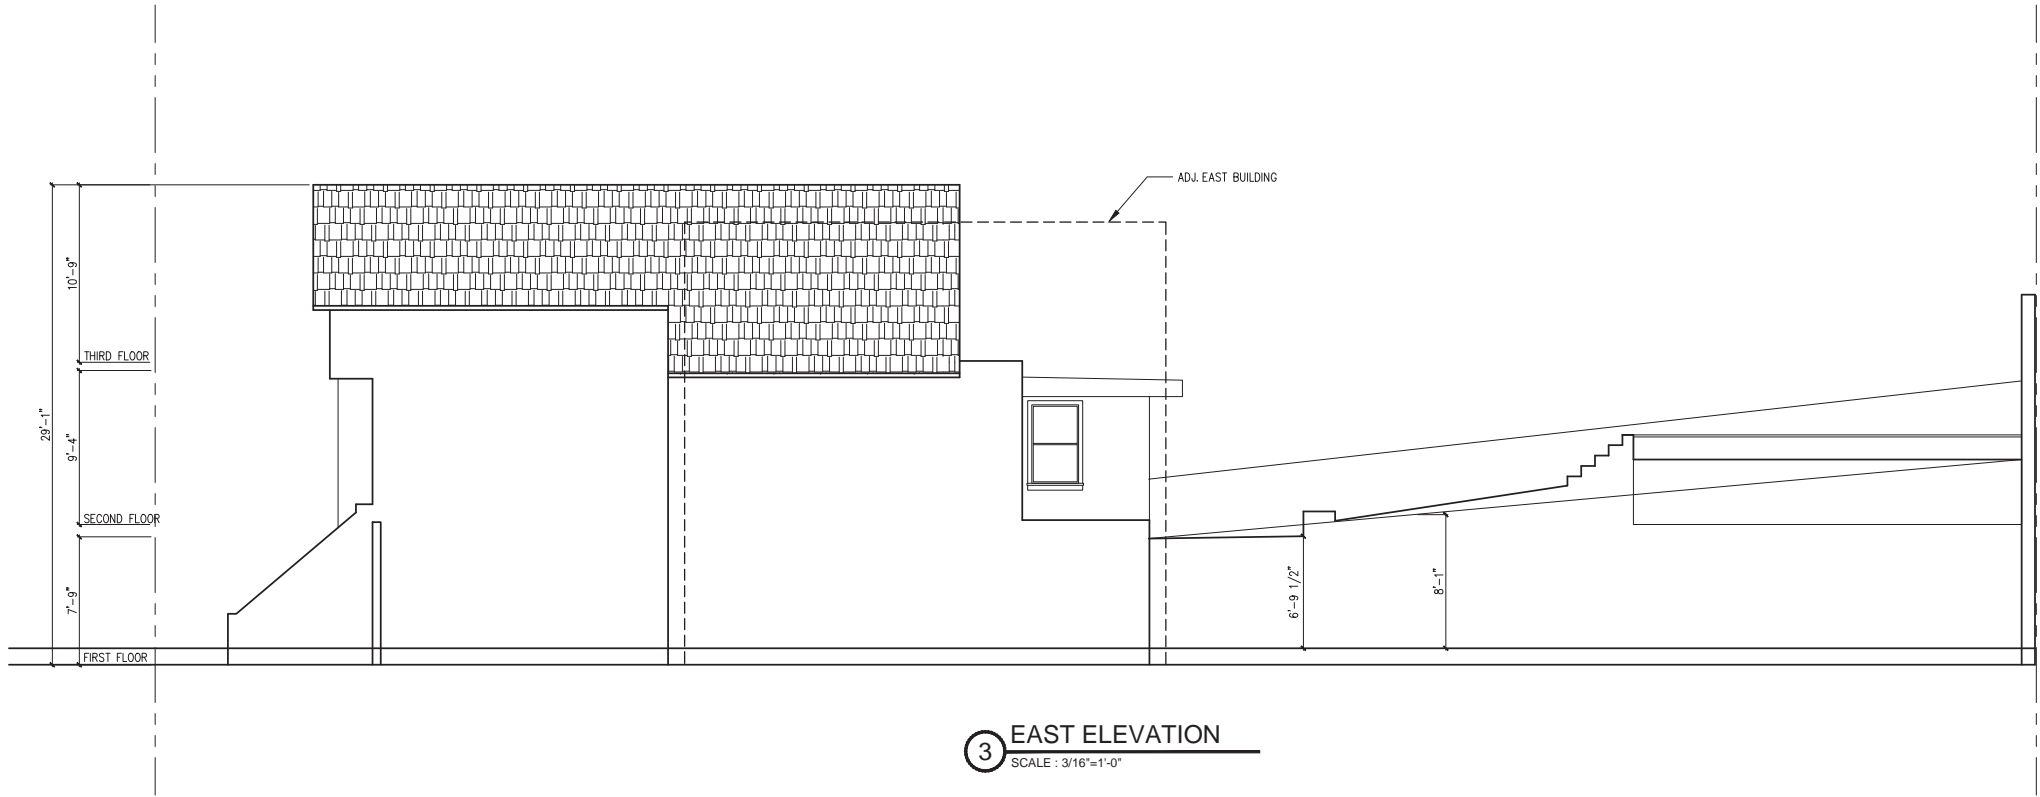 ADJ. EAST BUILDING
10'-9"
THIRD FLOOR
29'-1"
9'-4"
SECOND FLOOR
7'-9"
6'-9 1/2"
8'-1"
FIRST FLOOR
3
EAST ELEVATION
SCALE : 3/16"=1'-0"